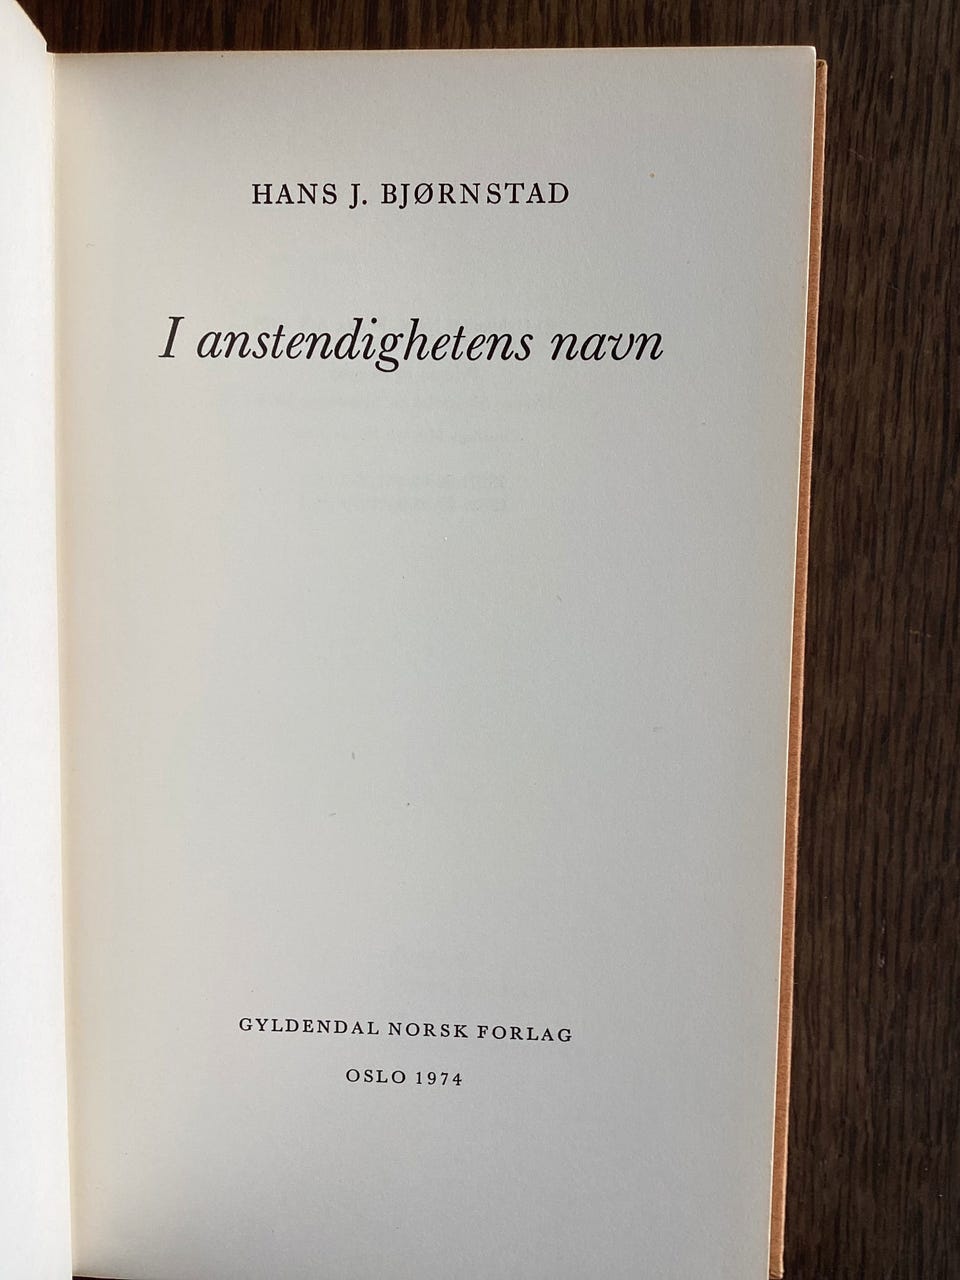 HANS J. BJØRNSTAD
I anstendighetens navn
GYLDENDAL NORSK FORLAG
OSLO 1974